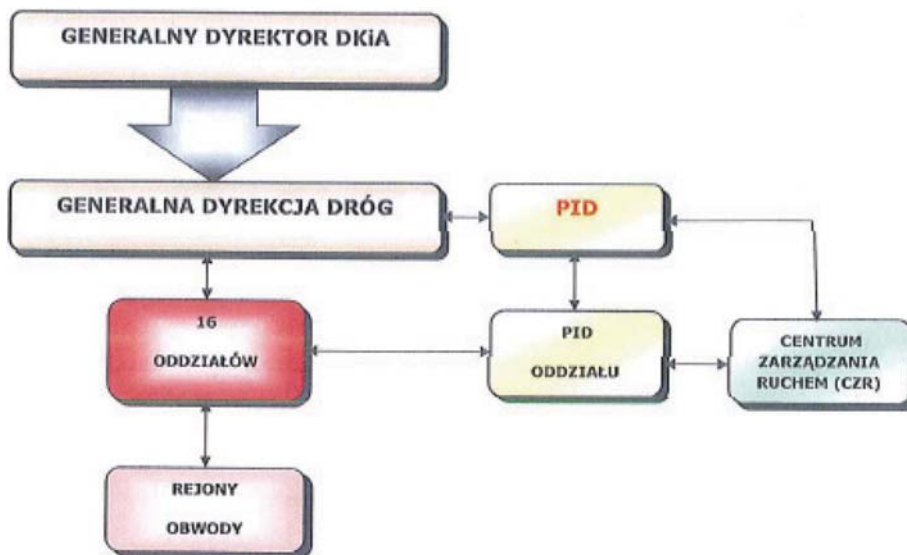 GENERALNY DYREKTOR DKiA
GENERALNA DYREKCJA DRÓG
PID
16
ODDZIAŁÓW
PID
ODDZIAŁU
CENTRUM
ZARZĄDZANIA
RUCHEM (CZR)
REJONY
OBWODY